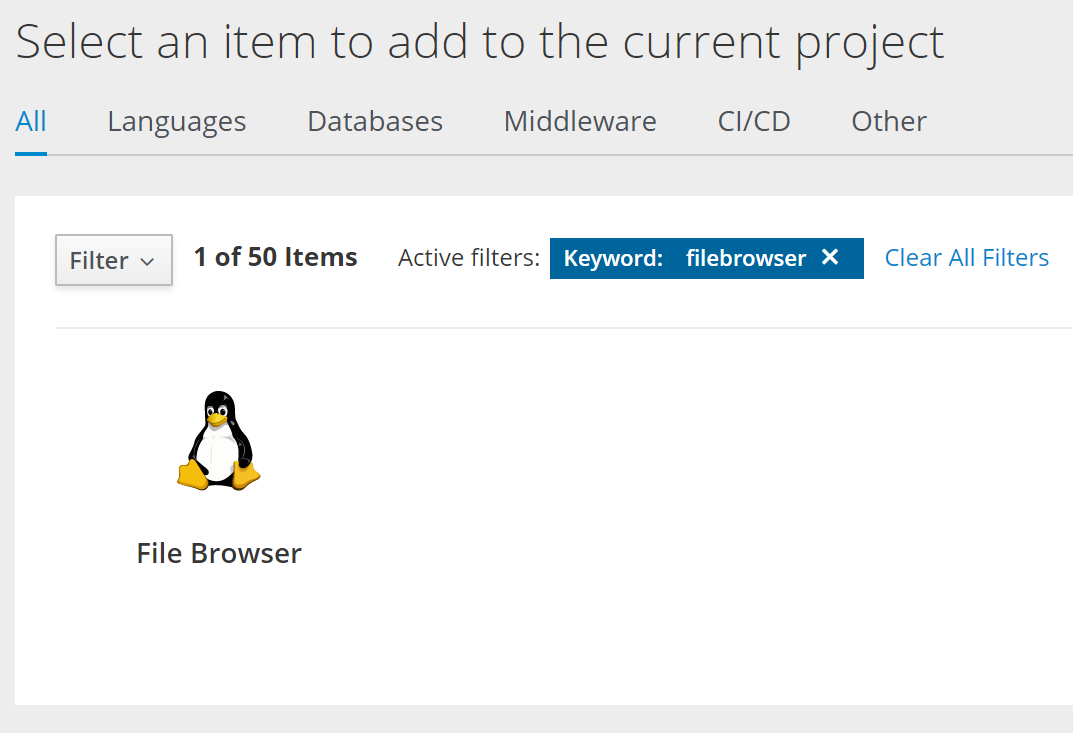 Select an item to add to the current project
All Languages Databases Middleware CI/CD Other
Filter 1 of 50 Items Active filters: Keyword: filebrowser ✕ Clear All Filters
File Browser